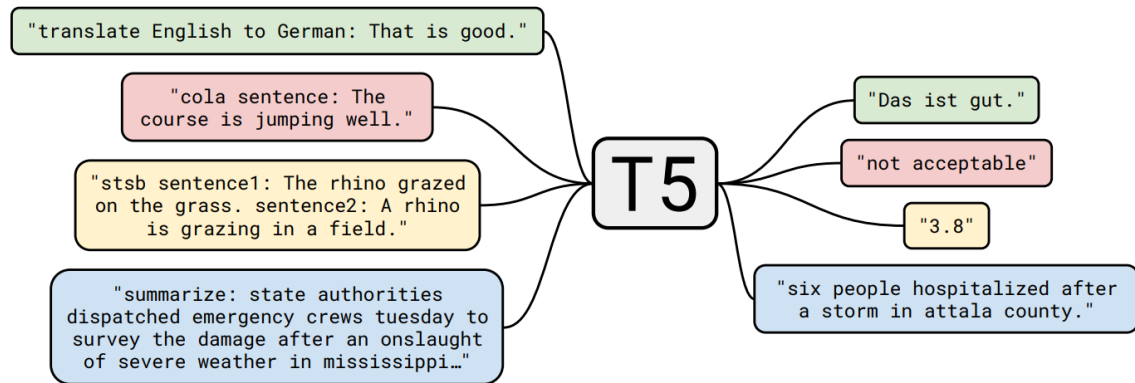 "translate English to German: That is good."
"cola sentence: The
course is jumping well."
"stsb sentence1: The rhino grazed
on the grass. sentence2: A rhino
is grazing in a field."
"summarize: state authorities
dispatched emergency crews tuesday to
survey the damage after an onslaught
of severe weather in mississippi…"
T5
"Das ist gut."
"not acceptable"
"3.8"
"six people hospitalized after
a storm in attala county."